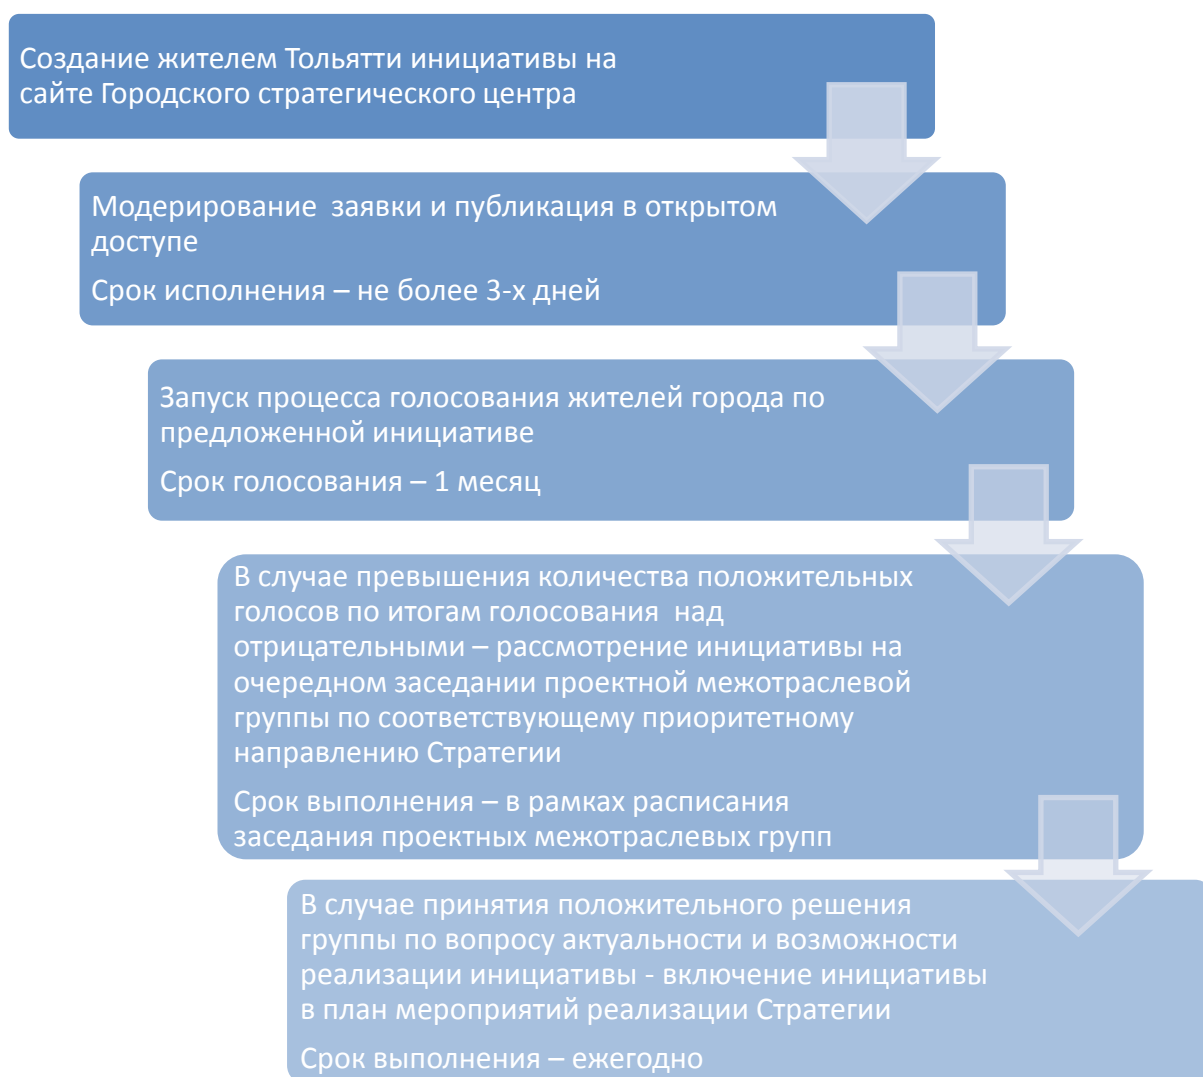 Создание жителем Тольятти инициативы на
сайте Городского стратегического центра
Модерирование  заявки и публикация в открытом
доступе
Срок исполнения – не более 3-х дней
Запуск процесса голосования жителей города по
предложенной инициативе
Срок голосования – 1 месяц
В случае превышения количества положительных
голосов по итогам голосования  над
отрицательными – рассмотрение инициативы на
очередном заседании проектной межотраслевой
группы по соответствующему приоритетному
направлению Стратегии
Срок выполнения – в рамках расписания
заседания проектных межотраслевых групп
В случае принятия положительного решения
группы по вопросу актуальности и возможности
реализации инициативы - включение инициативы
в план мероприятий реализации Стратегии
Срок выполнения – ежегодно